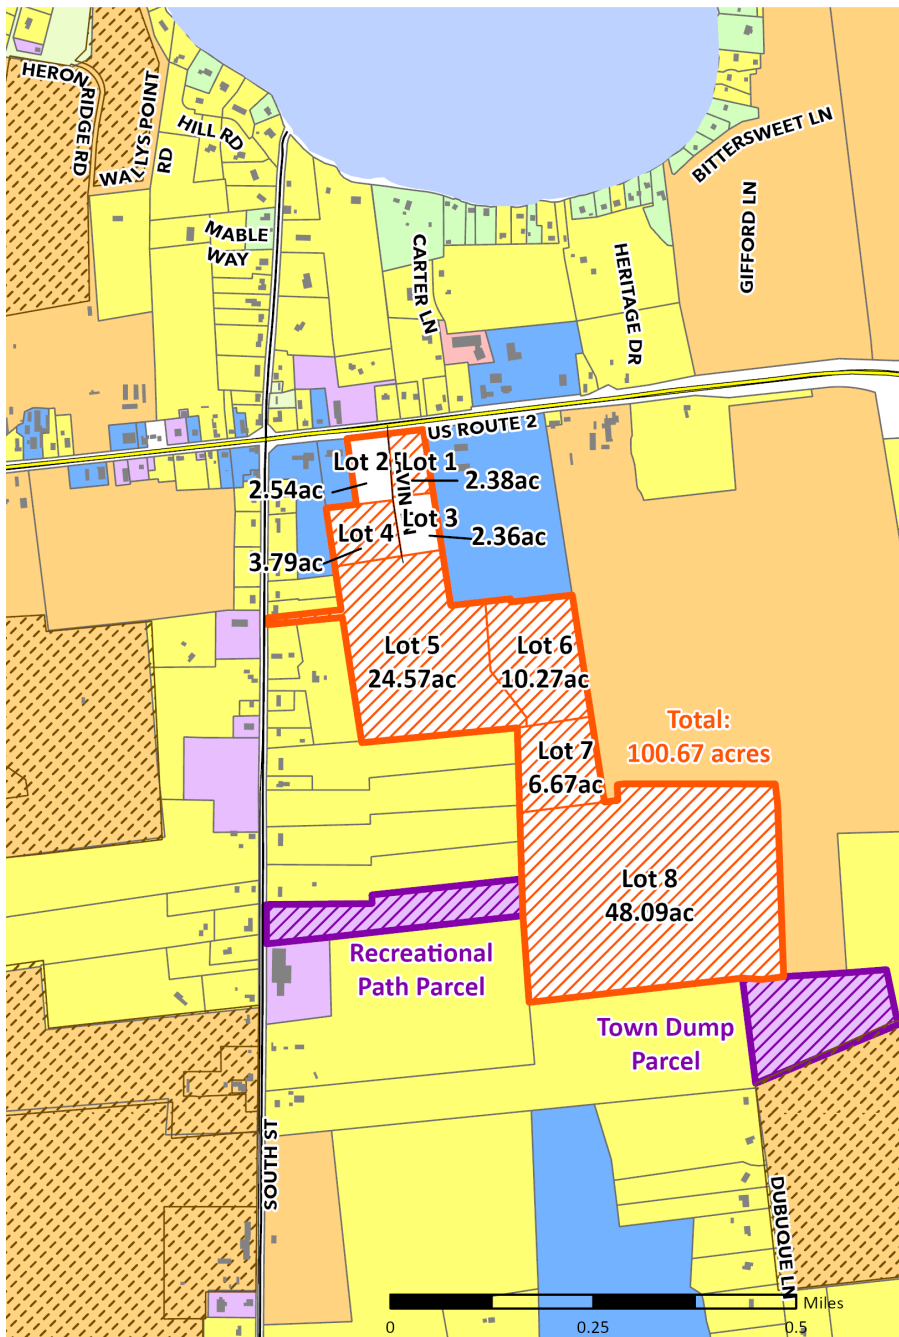 HERON
RIDGE RD
WALLYS POINT
RD
HILL RD
MABLE
WAY
CARTER LN
HERITAGE DR
BITTERSWEET LN
GIFFORD LN
US ROUTE 2
Lot 2
2.54ac
Lot 1
2.38ac
Lot 3
2.36ac
Lot 4
3.79ac
Lot 5
24.57ac
Lot 6
10.27ac
Total:
100.67 acres
Lot 7
6.67ac
Lot 8
48.09ac
Recreational
Path Parcel
Town Dump
Parcel
SOUTH ST
DUBUQUE LN
Miles
0
0.25
0.5